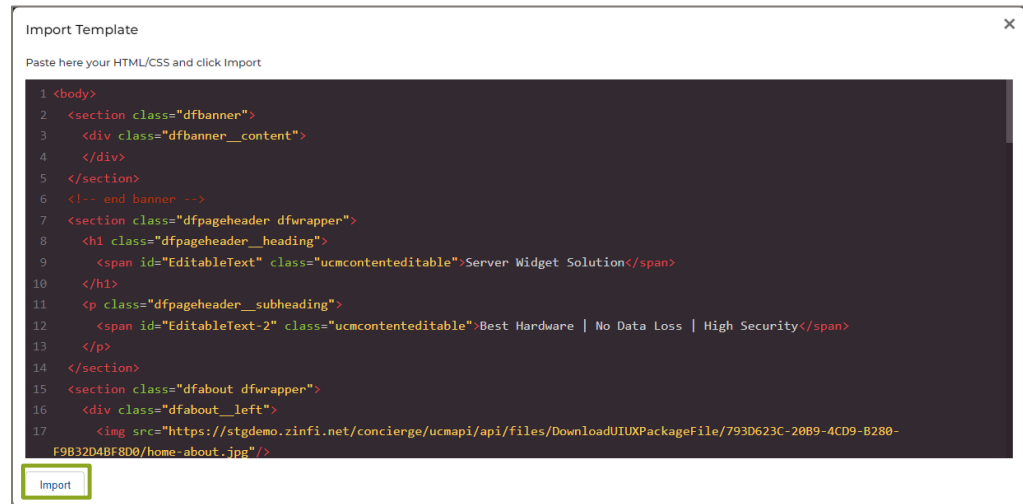 Import Template
×
Paste here your HTML/CSS and click Import
1 <body>
2 <section class="dfbanner">
3 <div class="dfbanner__content">
4 </div>
5 </section>
6 <!-- end banner -->
7 <section class="dfpageheader dfwrapper">
8 <h1 class="dfpageheader__heading">
9 <span id="EditableText" class="ucmcontenteditable">Server Widget Solution</span>
10 </h1>
11 <p class="dfpageheader__subheading">
12 <span id="EditableText-2" class="ucmcontenteditable">Best Hardware | No Data Loss | High Security</span>
13 </p>
14 </section>
15 <section class="dfabout dfwrapper">
16 <div class="dfabout__left">
17 <img src="https://stgdemo.zinfi.net/concierge/ucmapi/api/files/DownloadUIUXPackageFile/793D623C-20B9-4CD9-B280-
F9B32D4BF8D0/home-about.jpg"/>
Import